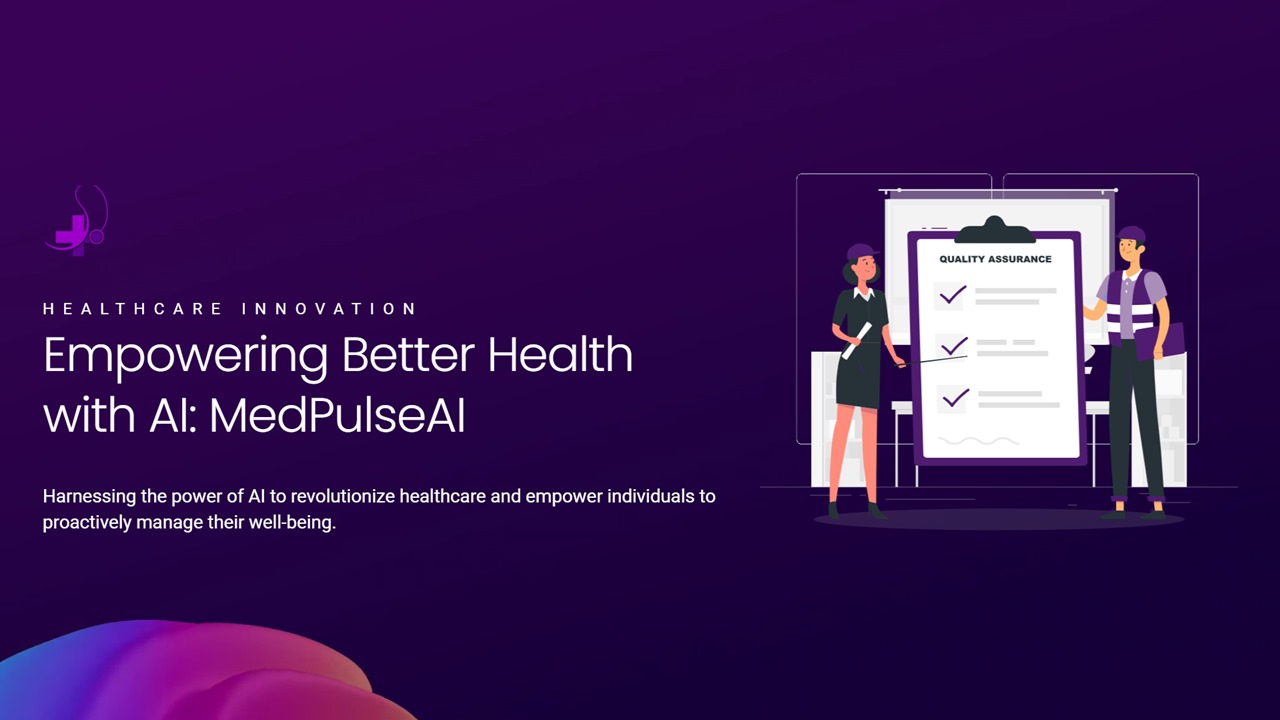 HEALTHCARE INNOVATION
Empowering Better Health
with AI: MedPulseAI
Harnessing the power of AI to revolutionize healthcare and empower individuals to
proactively manage their well-being.
QUALITY ASSURANCE